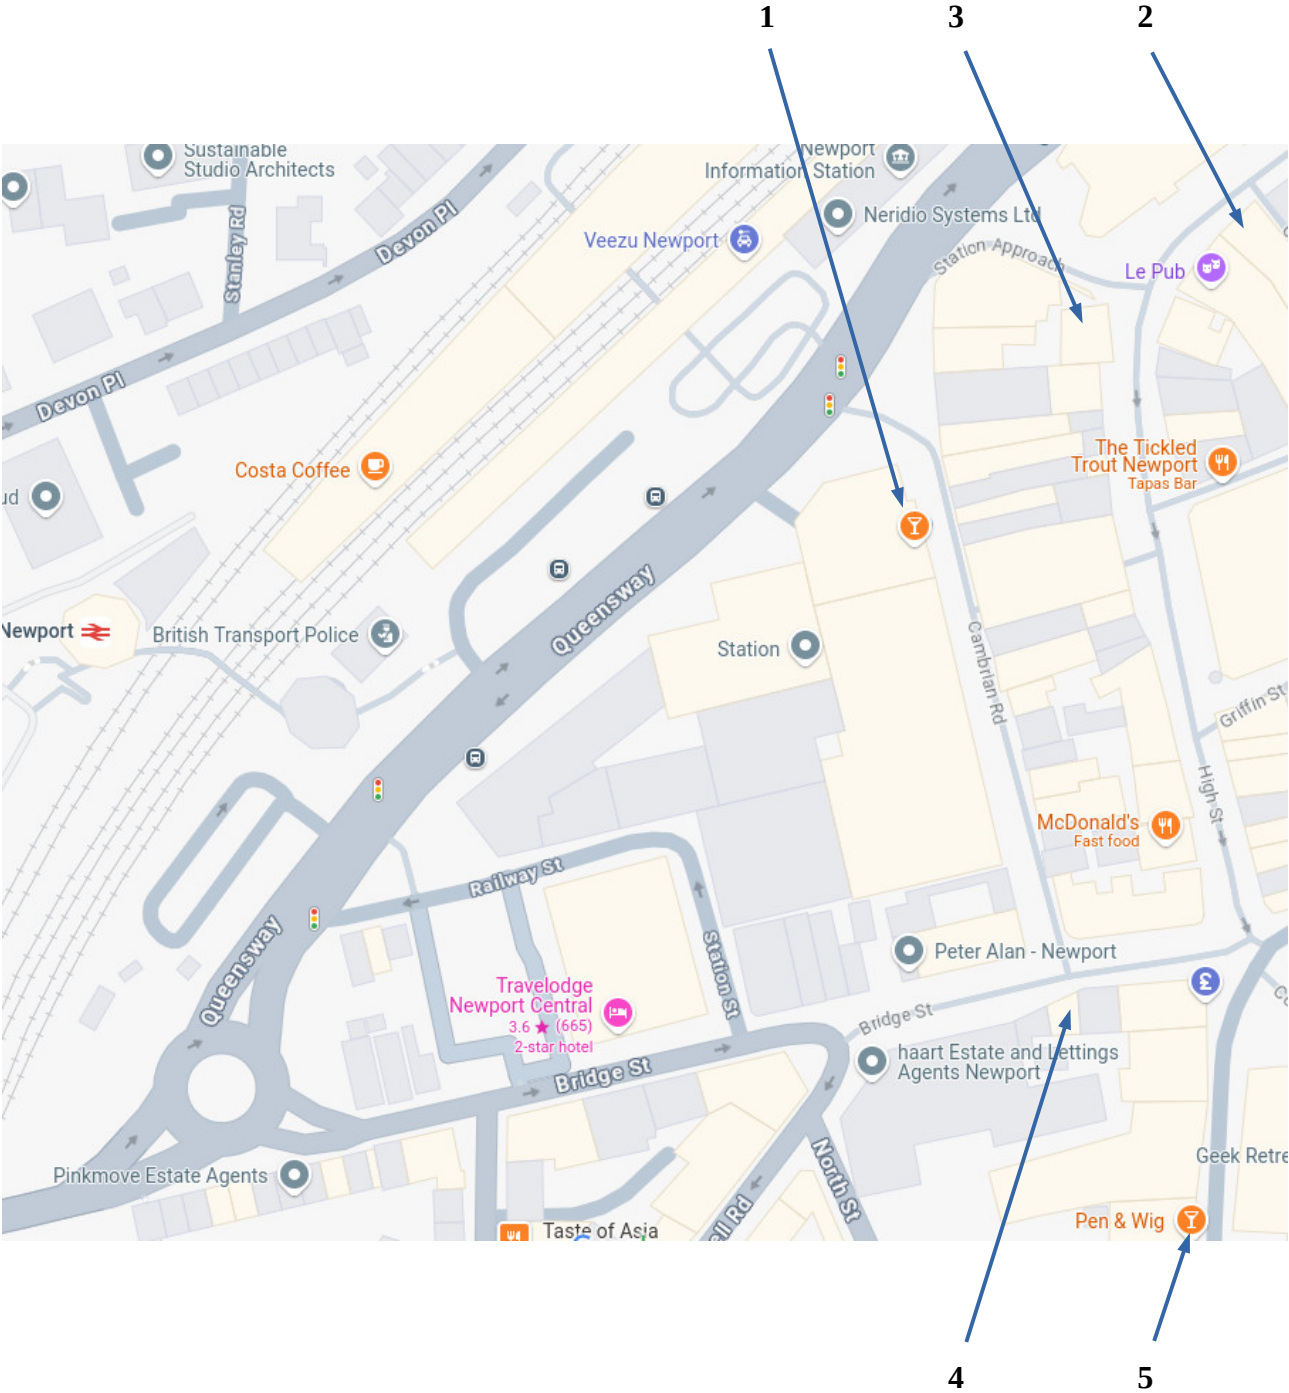 1
3
2
Sustainable
Studio Architects
Newport
Information Station
Stanley Rd
Devon Pl
Neridio Systems Ltd
Veezu Newport
Station Approach
Le Pub
Devon Pl
The Tickled
Trout Newport
Tapas Bar
Costa Coffee
ud
Queensway
Newport
British Transport Police
Station
Cambrian Rd
Griffin St
High St
McDonald's
Fast food
Railway St
Queensway
Station St
Peter Alan - Newport
£
Travelodge
Newport Central
3.6 ★ (665)
2-star hotel
Bridge St
haart Estate and Lettings
Agents Newport
Bridge St
Pinkmove Estate Agents
North St
Geek Retre
ell Rd
Pen & Wig
Taste of Asia
4
5